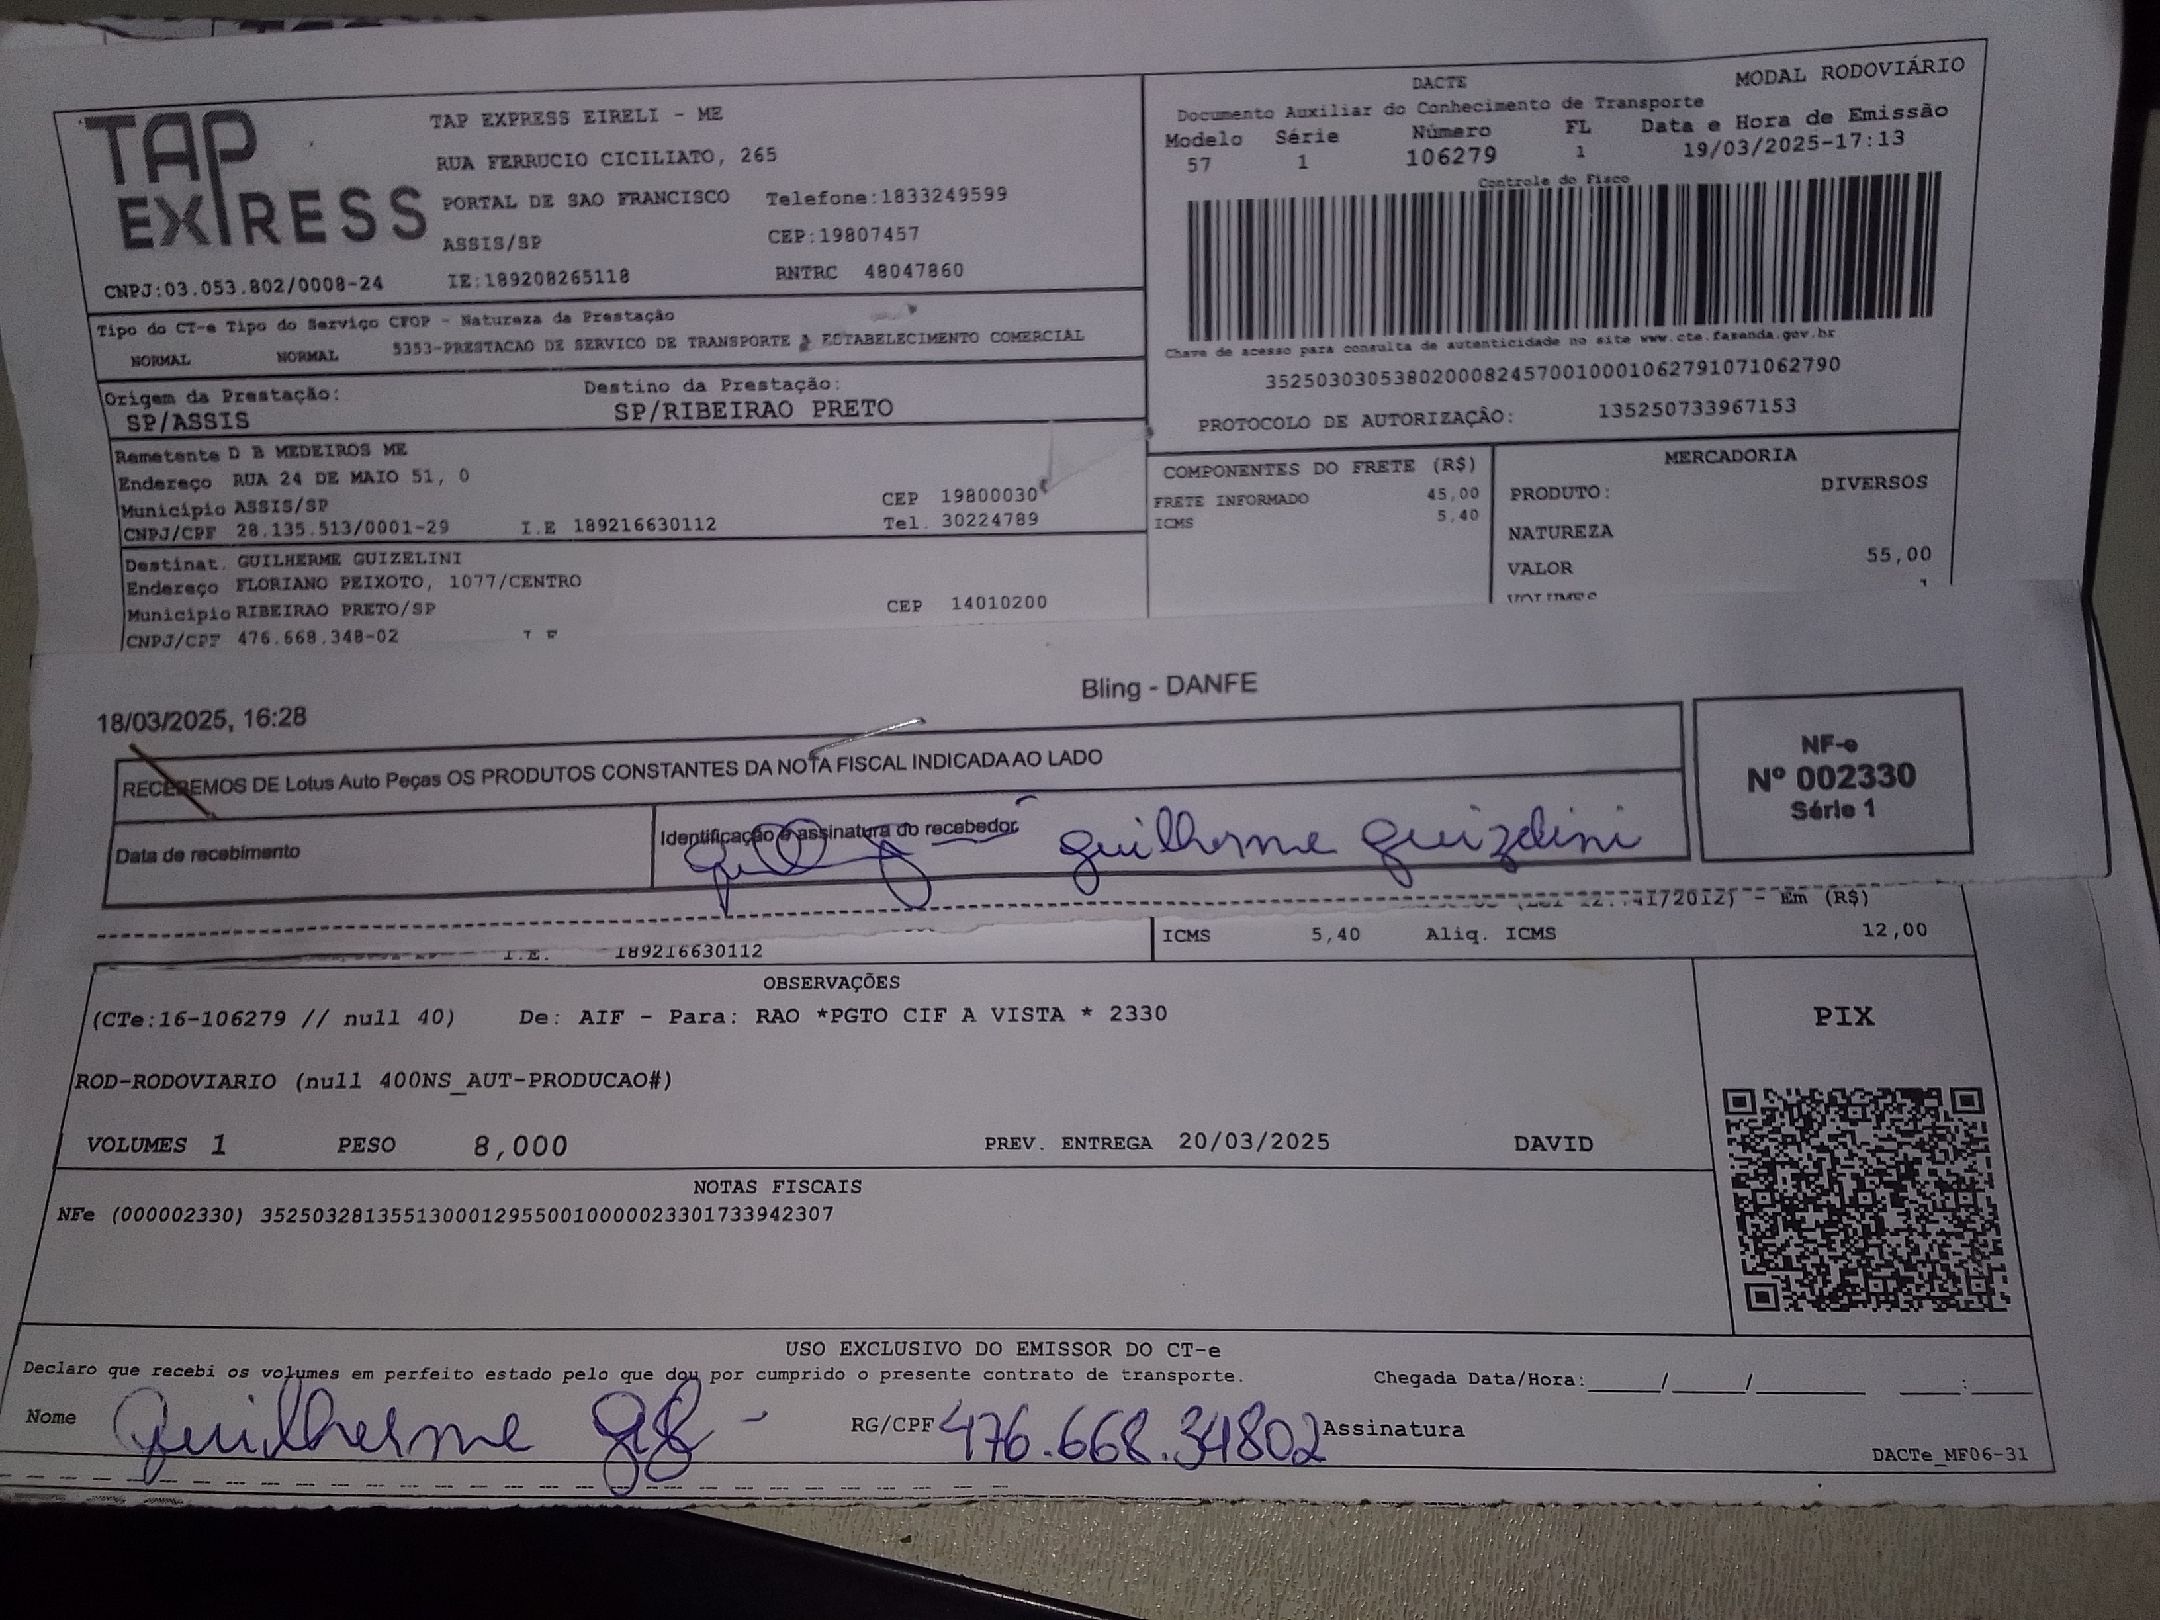 TAP EXPRESS
TAP EXPRESS EIRELI - ME
RUA FERRUCIO CICILIATO, 265
PORTAL DE SAO FRANCISCO Telefone:1833249599
ASSIS/SP CEP:19807457
CNPJ:03.053.802/0008-24 IE:189208265118 RNTRC 48047860
DACTE MODAL RODOVIÁRIO
Documento Auxiliar do Conhecimento de Transporte
Modelo Série Número FL Data e Hora de Emissão
57 1 106279 1 19/03/2025-17:13
Controle do Fisco
Chave de acesso para consulta de autenticidade no site www.cte.fazenda.gov.br
35250303053802000824570010001062791071062790
PROTOCOLO DE AUTORIZAÇÃO: 135250733967153
Tipo do CT-e Tipo do Serviço CFOP - Natureza da Prestação
NORMAL NORMAL 5353-PRESTACAO DE SERVICO DE TRANSPORTE A ESTABELECIMENTO COMERCIAL
Origem da Prestação: Destino da Prestação:
SP/ASSIS SP/RIBEIRAO PRETO
Remetente D B MEDEIROS ME
Endereço RUA 24 DE MAIO 51, 0
Município ASSIS/SP CEP 19800030
CNPJ/CPF 28.135.513/0001-29 I.E 189216630112 Tel. 30224789
Destinat. GUILHERME GUIZELINI
Endereço FLORIANO PEIXOTO, 1077/CENTRO
Município RIBEIRAO PRETO/SP CEP 14010200
CNPJ/CPF 476.668.348-02
COMPONENTES DO FRETE (R$)
FRETE INFORMADO 45,00
ICMS 5,40
MERCADORIA
PRODUTO: DIVERSOS
NATUREZA
VALOR 55,00
VOLUMES 1
18/03/2025, 16:28 Bling - DANFE
RECEBEMOS DE Lotus Auto Peças OS PRODUTOS CONSTANTES DA NOTA FISCAL INDICADA AO LADO
Data de recebimento
Identificação e assinatura do recebedor
Guilherme Guizelini
NF-e
Nº 002330
Série 1
- Em (R$)
I.E. 189216630112 ICMS 5,40 Aliq. ICMS 12,00
OBSERVAÇÕES
(CTe:16-106279 // null 40) De: AIF - Para: RAO *PGTO CIF A VISTA * 2330
ROD-RODOVIARIO (null 400NS_AUT-PRODUCAO#)
VOLUMES 1 PESO 8,000 PREV. ENTREGA 20/03/2025 DAVID
PIX
NOTAS FISCAIS
NFe (000002330) 35250328135513000129550010000023301733942307
USO EXCLUSIVO DO EMISSOR DO CT-e
Declaro que recebi os volumes em perfeito estado pelo que dou por cumprido o presente contrato de transporte. Chegada Data/Hora:_____/_____/________ ____:____
Nome Guilherme RG/CPF 476.668.34802 Assinatura
DACTe_MF06-31